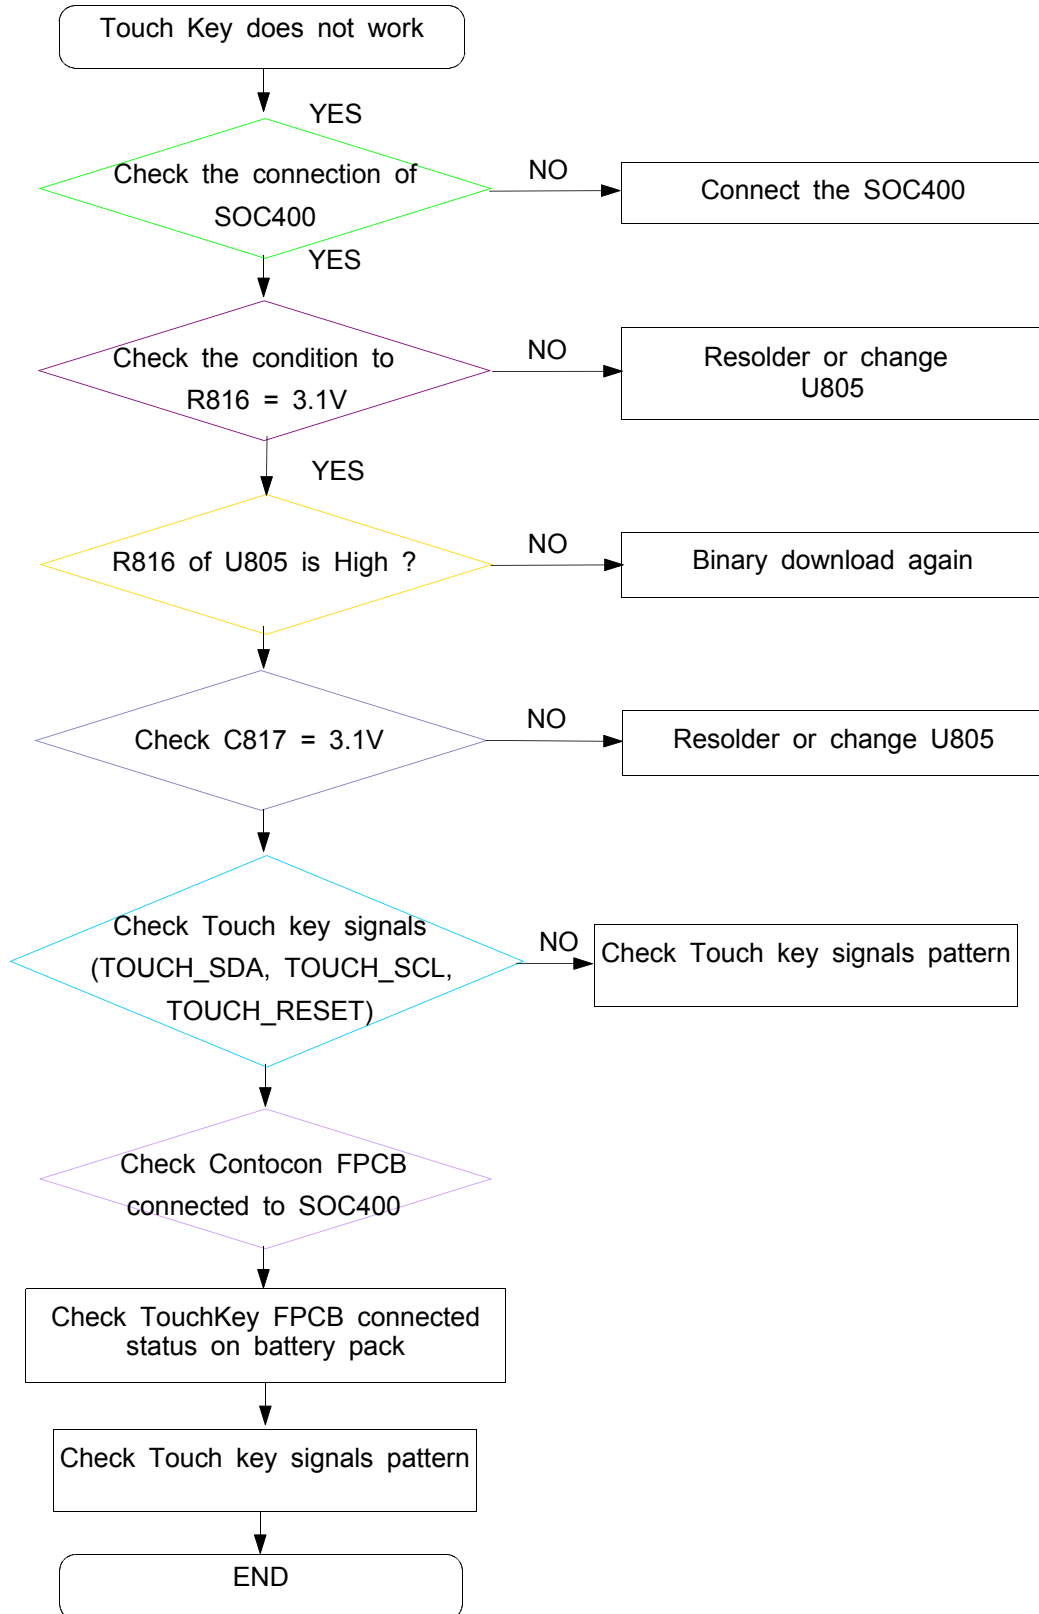 Touch Key does not work
YES
Check the connection of
SOC400
NO
Connect the SOC400
YES
Check the condition to
R816 = 3.1V
NO
Resolder or change
U805
YES
R816 of U805 is High ?
NO
Binary download again
Check C817 = 3.1V
NO
Resolder or change U805
Check Touch key signals
(TOUCH_SDA, TOUCH_SCL,
TOUCH_RESET)
NO
Check Touch key signals pattern
Check Contocon FPCB
connected to SOC400
Check TouchKey FPCB connected
status on battery pack
Check Touch key signals pattern
END